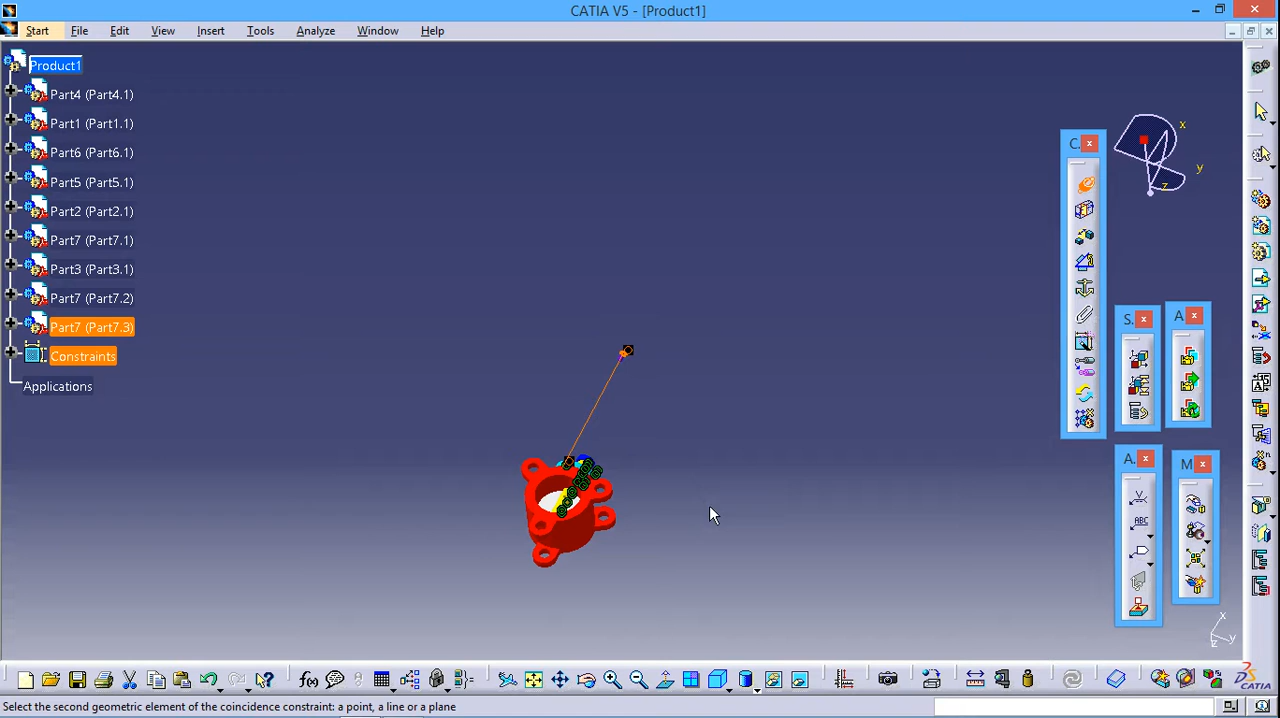 CATIA V5 - [Product1]
Start File Edit View Insert Tools Analyze Window Help
Product1
Part4 (Part4.1)
Part1 (Part1.1)
Part6 (Part6.1)
Part5 (Part5.1)
Part2 (Part2.1)
Part7 (Part7.1)
Part3 (Part3.1)
Part7 (Part7.2)
Part7 (Part7.3)
Constraints
Applications
x
y
z
C.
S.
A.
A.
M
ABC
x
y
z
f(x)
CATIA
Select the second geometric element of the coincidence constraint: a point, a line or a plane